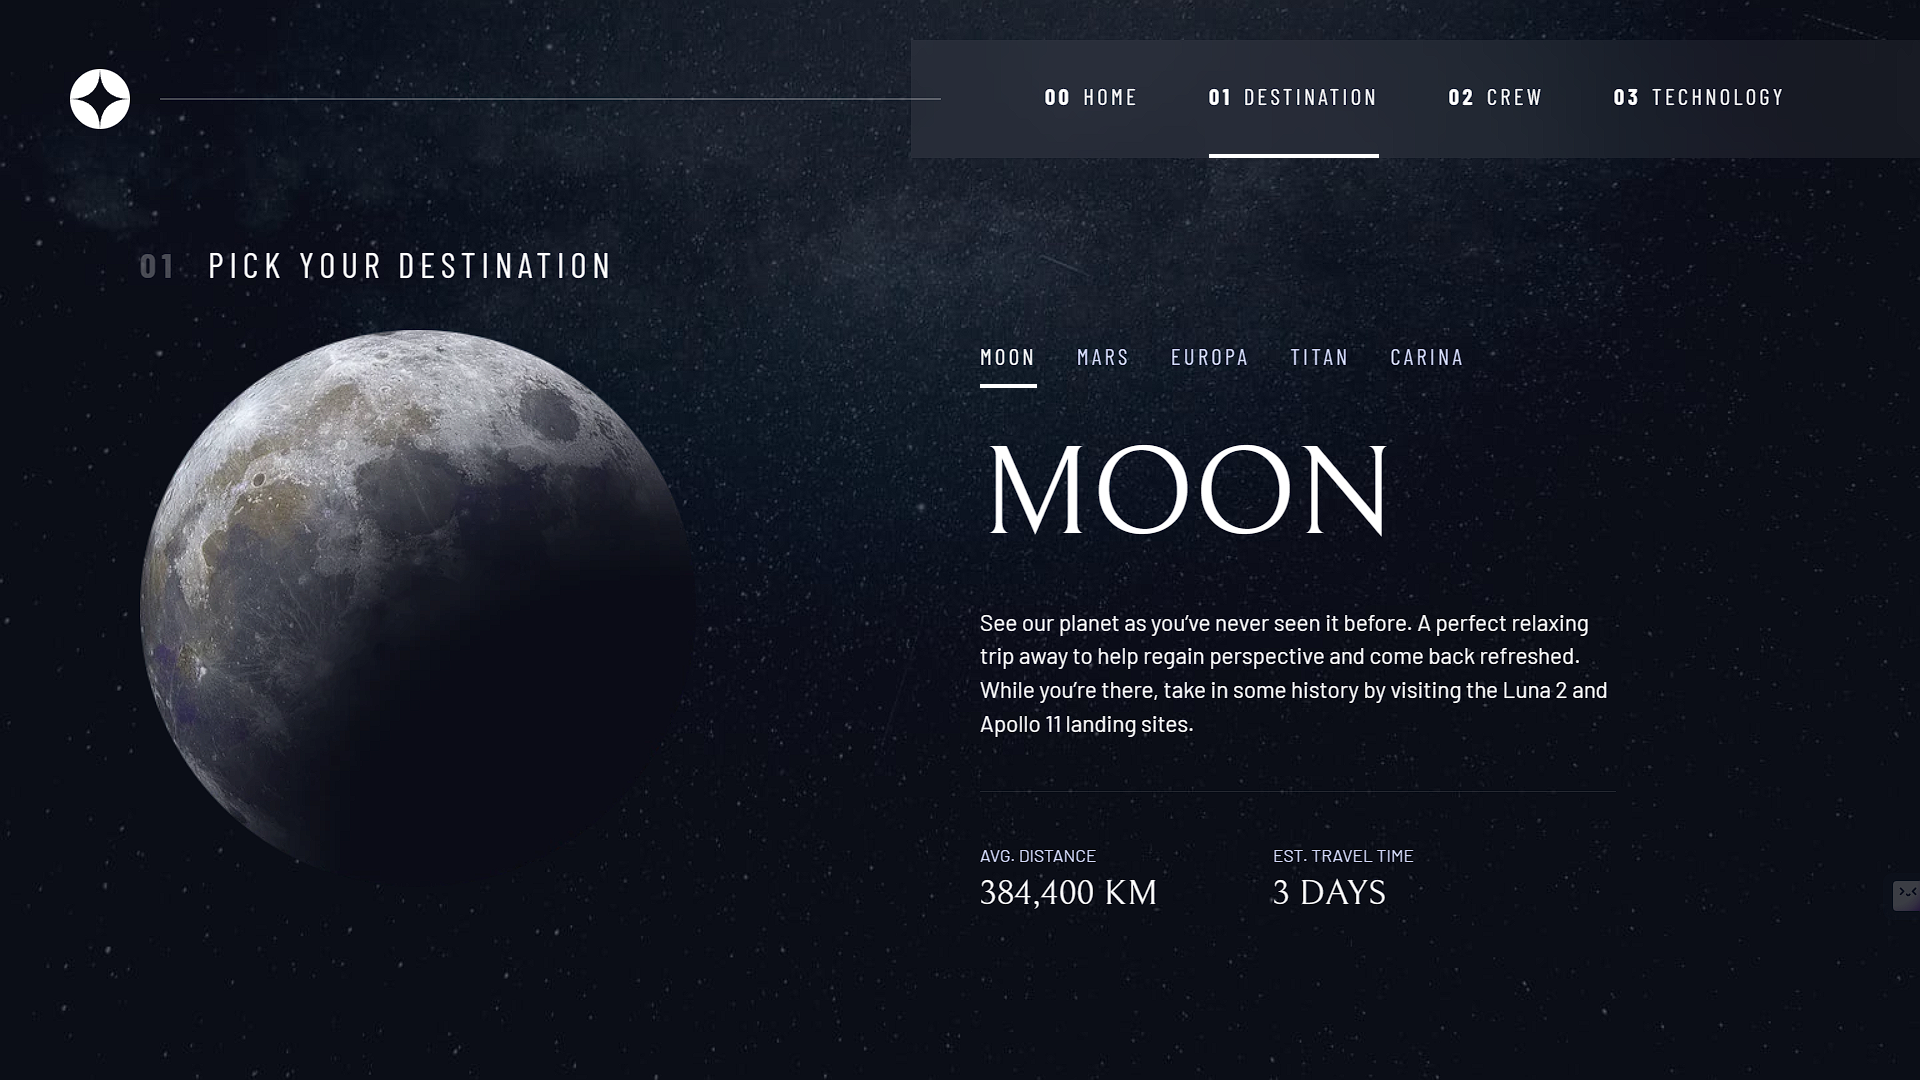 00 HOME 01 DESTINATION 02 CREW 03 TECHNOLOGY
01 PICK YOUR DESTINATION
MOON MARS EUROPA TITAN CARINA
MOON
See our planet as you’ve never seen it before. A perfect relaxing
trip away to help regain perspective and come back refreshed.
While you’re there, take in some history by visiting the Luna 2 and
Apollo 11 landing sites.
AVG. DISTANCE EST. TRAVEL TIME
384,400 KM 3 DAYS